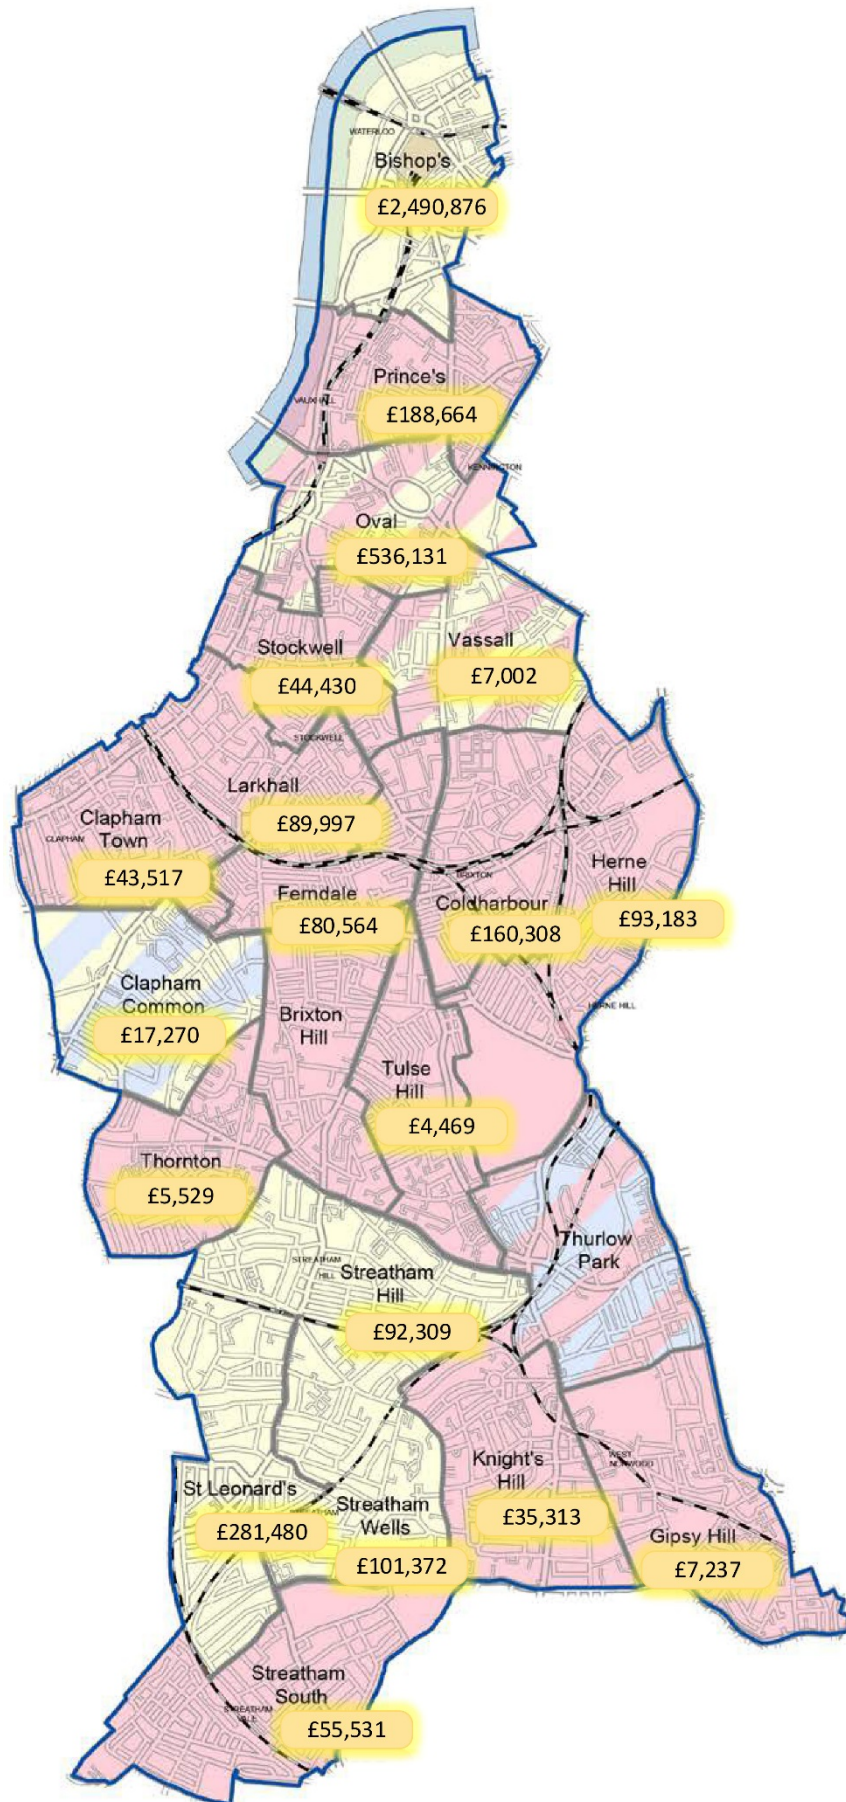 WATERLOO
Bishop's
£2,490,876
Prince's
VAUXHALL
£188,664
KENNINGTON
Oval
£536,131
Stockwell
£44,430
Vassall
£7,002
STOCKWELL
Larkhall
£89,997
Clapham
Town
CLAPHAM
£43,517
Ferndale
£80,564
BRIXTON
Coldharbour
£160,308
Herne
Hill
£93,183
HERNE HILL
Clapham
Common
£17,270
Brixton
Hill
Tulse
Hill
£4,469
Thornton
£5,529
Thurlow
Park
STREATHAM
HILL
Streatham
Hill
£92,309
Knight's
Hill
£35,313
WEST
NORWOOD
St Leonard's
STREATHAM
£281,480
Streatham
Wells
£101,372
Gipsy Hill
£7,237
Streatham
South
STREATHAM
VALE
£55,531